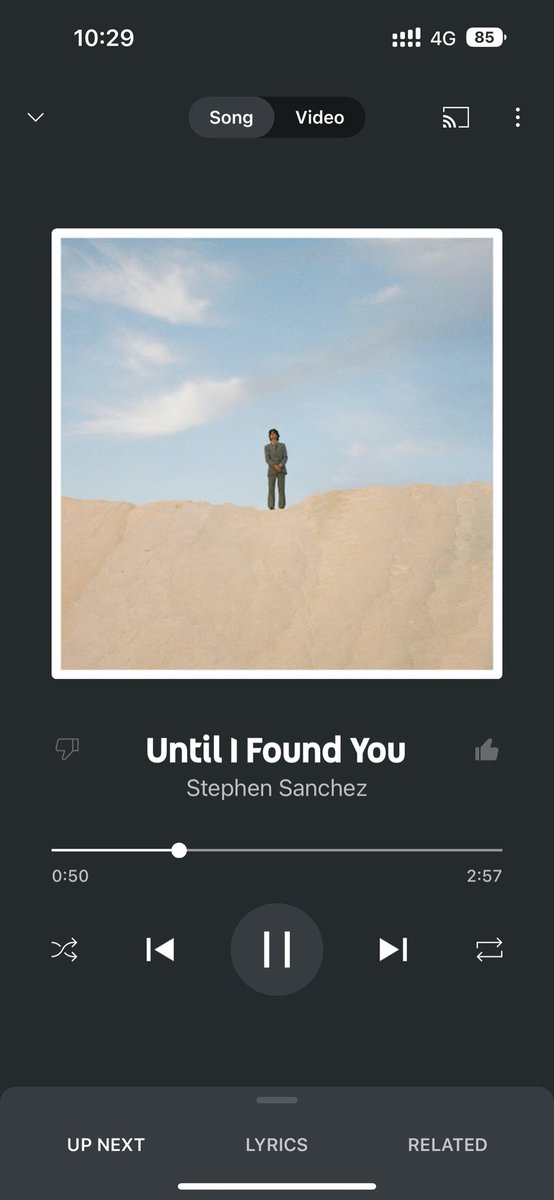 10:29 4G 85
Song Video
Until I Found You
Stephen Sanchez
0:50 2:57
UP NEXT LYRICS RELATED